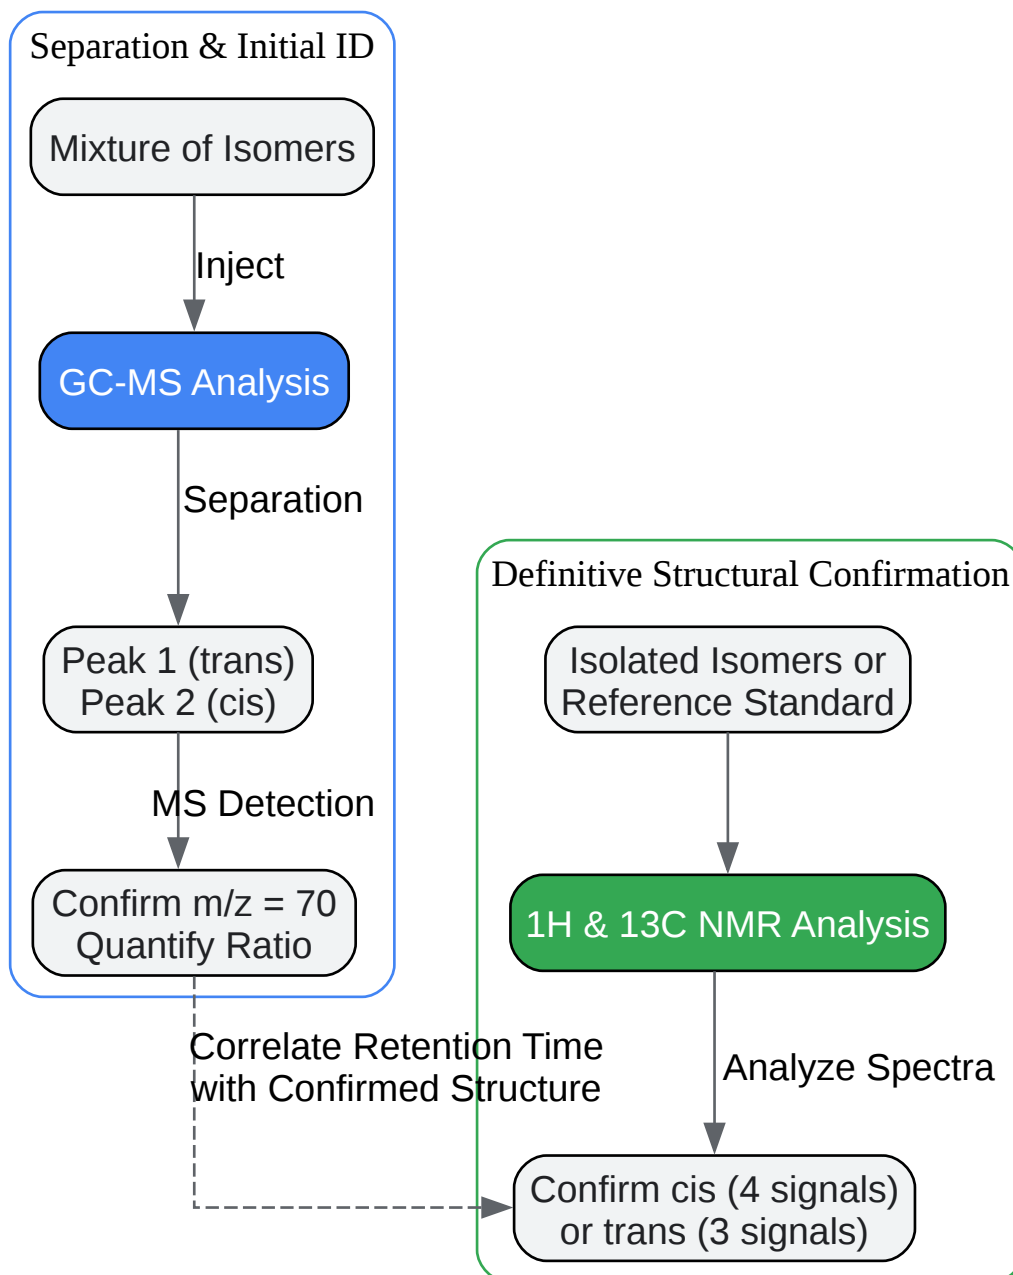 Separation & Initial ID
Mixture of Isomers
Inject
GC-MS Analysis
Separation
Peak 1 (trans)
Peak 2 (cis)
MS Detection
Confirm m/z = 70
Quantify Ratio
Correlate Retention Time
with Confirmed Structure
Definitive Structural Confirmation
Isolated Isomers or
Reference Standard
1H & 13C NMR Analysis
Analyze Spectra
Confirm cis (4 signals)
or trans (3 signals)